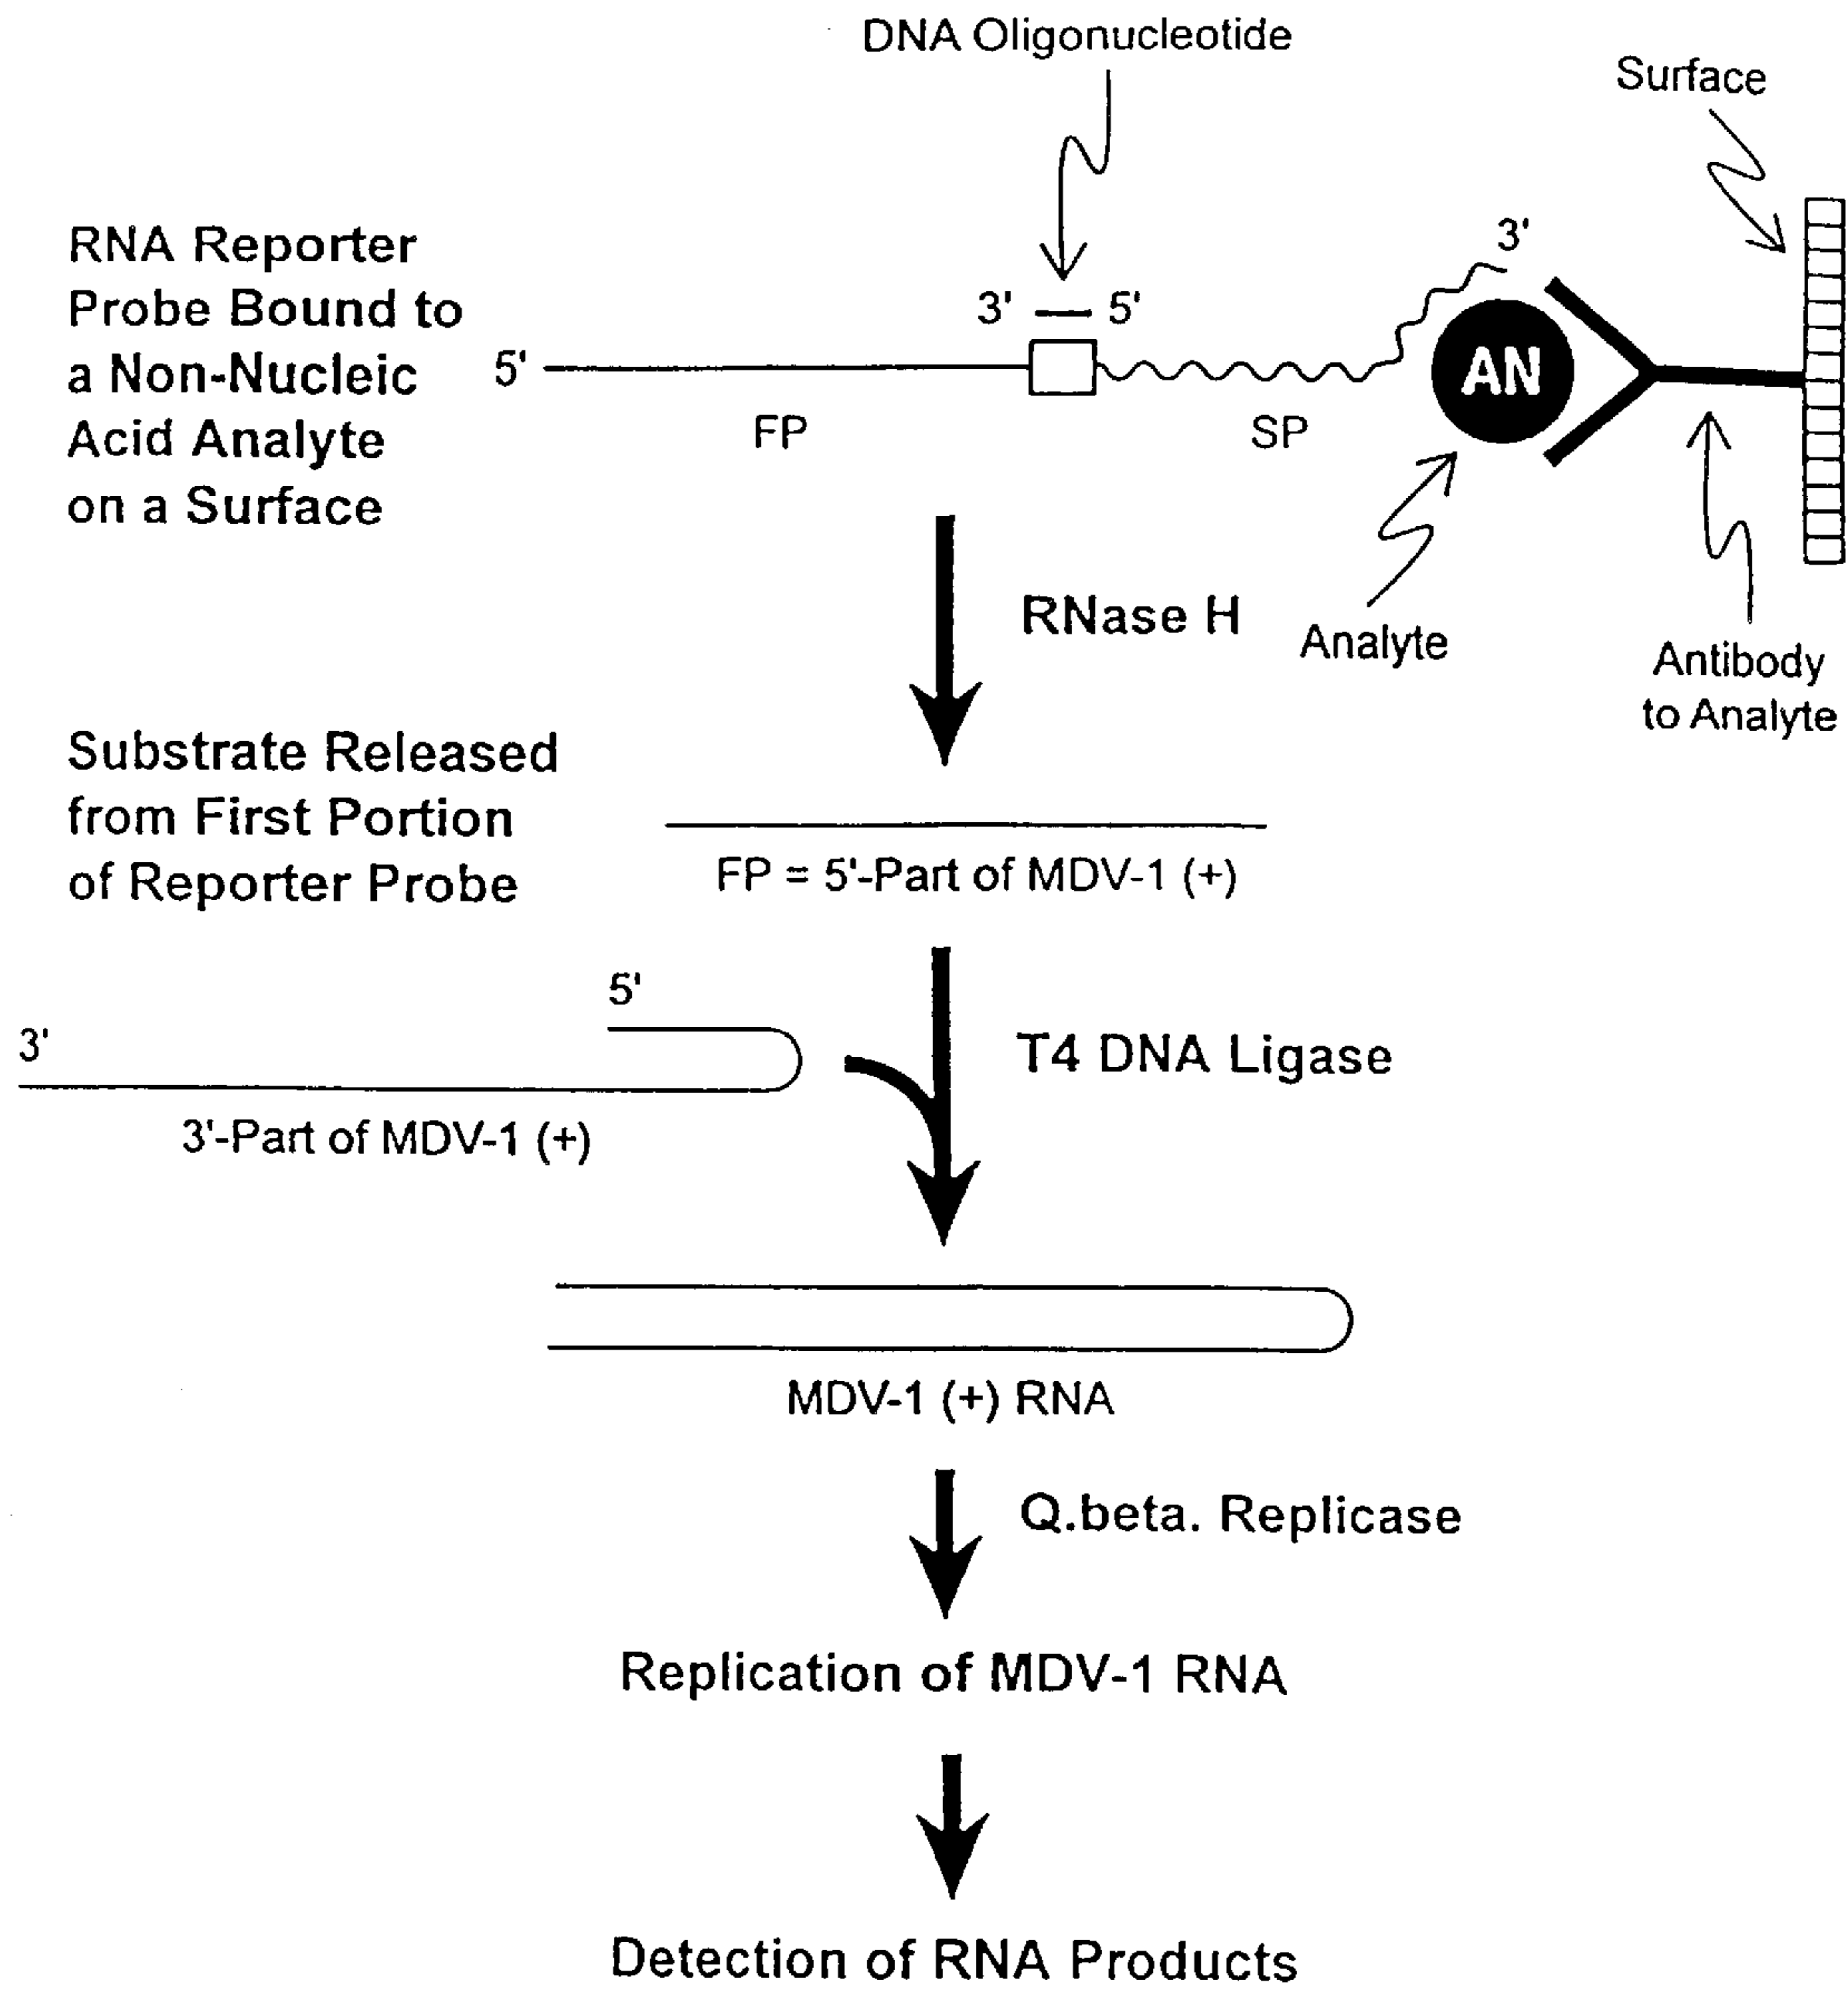 DNA Oligonucleotide
Surface
RNA Reporter
Probe Bound to
a Non-Nucleic
Acid Analyte
on a Surface
3'
3' 5'
5'
AN
FP
SP
RNase H
Analyte
Antibody
to Analyte
Substrate Released
from First Portion
of Reporter Probe
FP = 5'-Part of MDV-1 (+)
5'
3'
T4 DNA Ligase
3'-Part of MDV-1 (+)
MDV-1 (+) RNA
Q.beta. Replicase
Replication of MDV-1 RNA
Detection of RNA Products